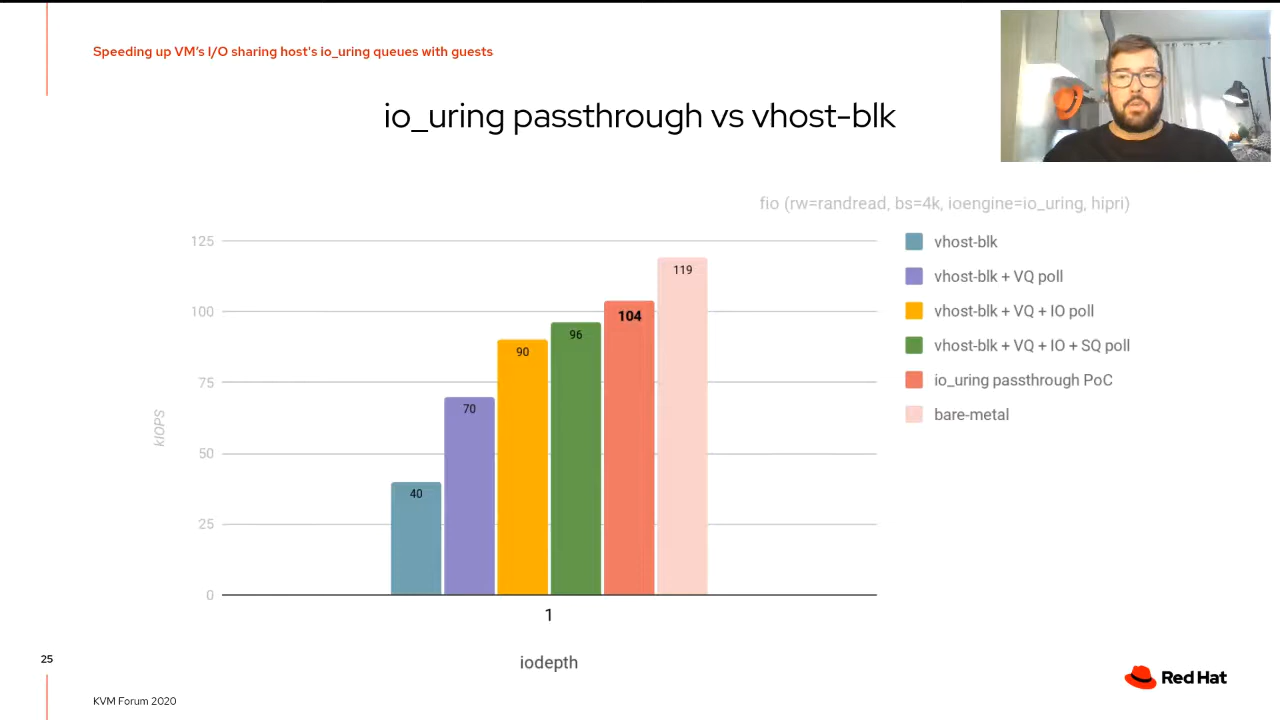 Speeding up VM's I/O sharing host's io_uring queues with guests
io_uring passthrough vs vhost-blk
fio (rw=randread, bs=4k, ioengine=io_uring, hipri)
125
100
75
50
25
0
kIOPS
40
70
90
96
104
119
1
iodepth
vhost-blk
vhost-blk + VQ poll
vhost-blk + VQ + IO poll
vhost-blk + VQ + IO + SQ poll
io_uring passthrough PoC
bare-metal
25
KVM Forum 2020
Red Hat